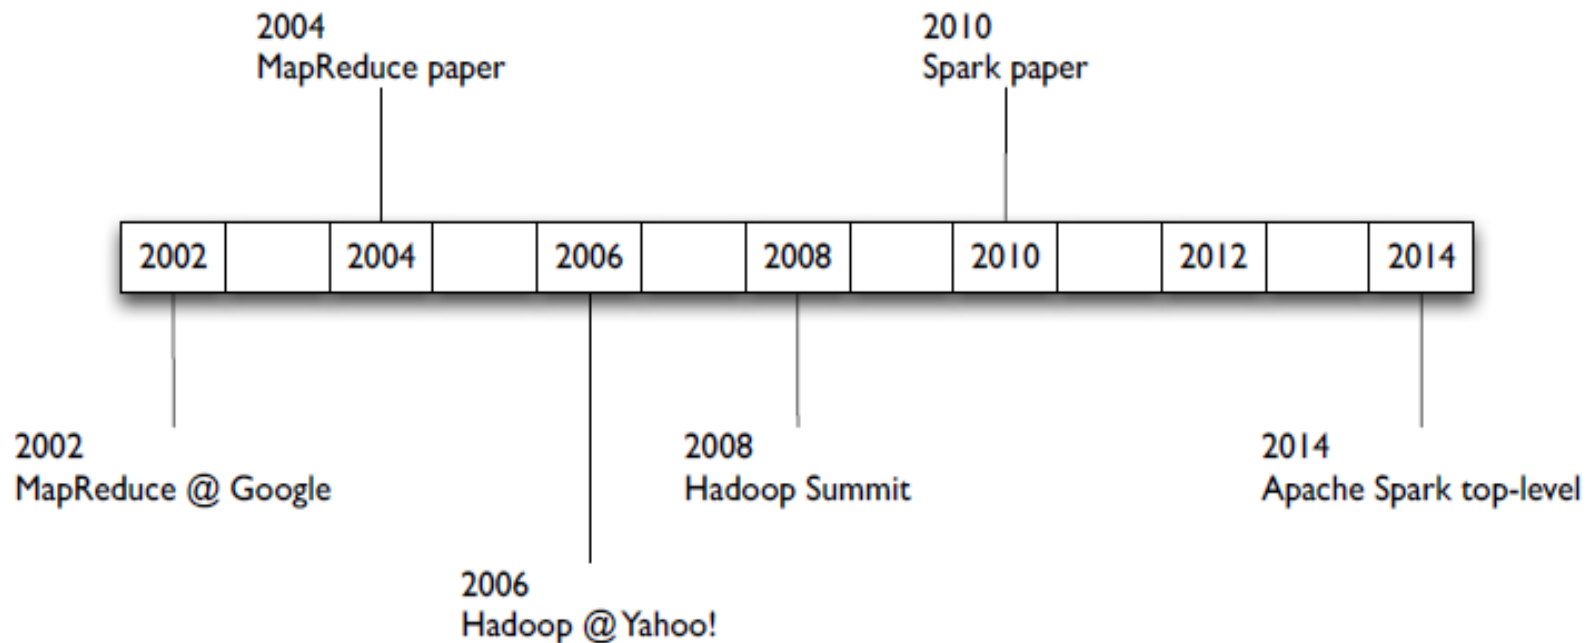 2004
MapReduce paper
2010
Spark paper
2002 2004 2006 2008 2010 2012 2014
2002
MapReduce @ Google
2008
Hadoop Summit
2014
Apache Spark top-level
2006
Hadoop @ Yahoo!